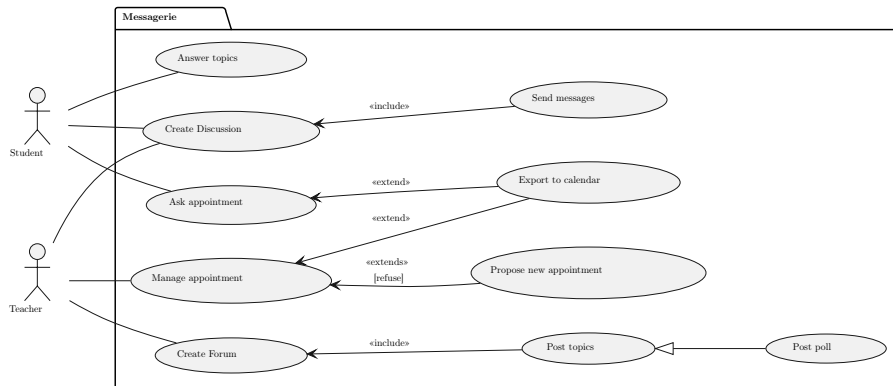 Messagerie
Answer topics
Send messages
«include»
Create Discussion
Student
«extend»
Export to calendar
Ask appointment
«extend»
«extends»
Propose new appointment
Manage appointment
[refuse]
Teacher
«include»
Create Forum
Post topics
Post poll